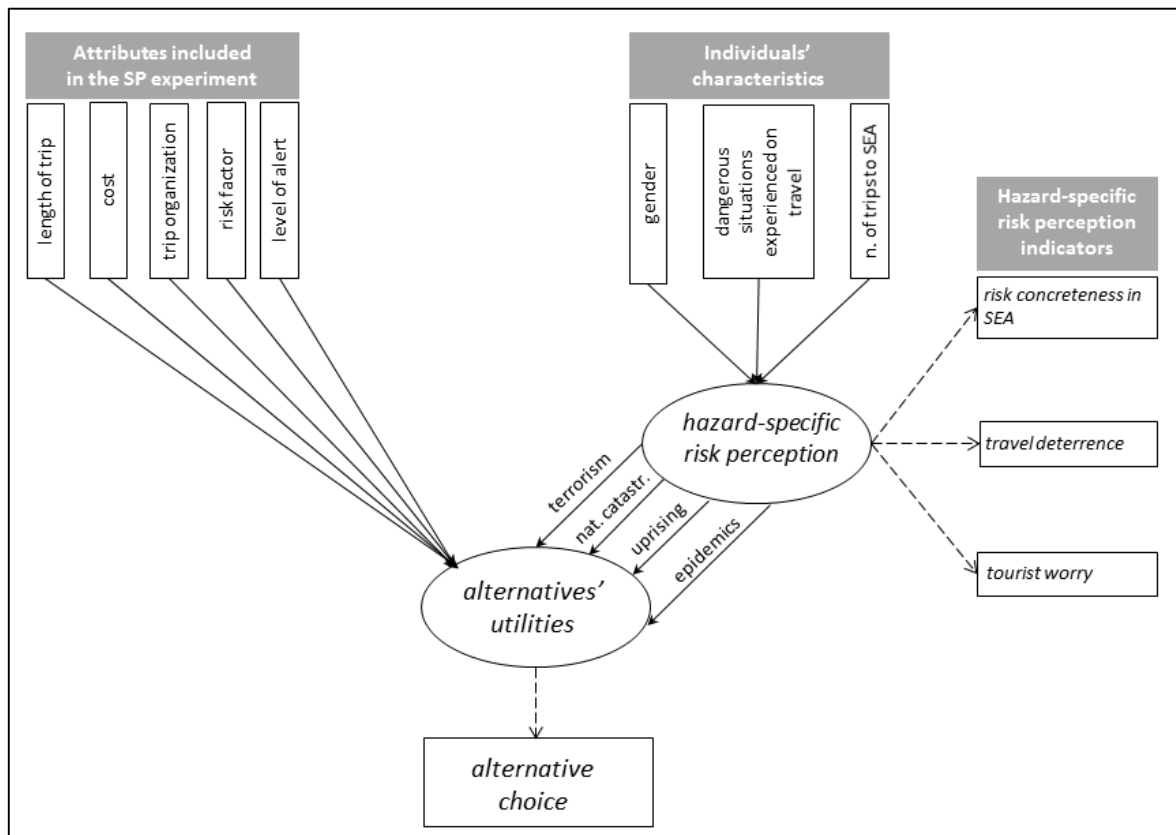 Attributes included
in the SP experiment
length of trip
cost
trip organization
risk factor
level of alert
Individuals'
characteristics
gender
dangerous
situations
experienced on
travel
n. of tripsto SEA
Hazard-specific
risk perception
indicators
risk concreteness in
SEA
travel deterrence
tourist worry
hazard-specific
risk perception
terrorism
nat. catastr.
uprising
epidemics
alternatives'
utilities
alternative
choice